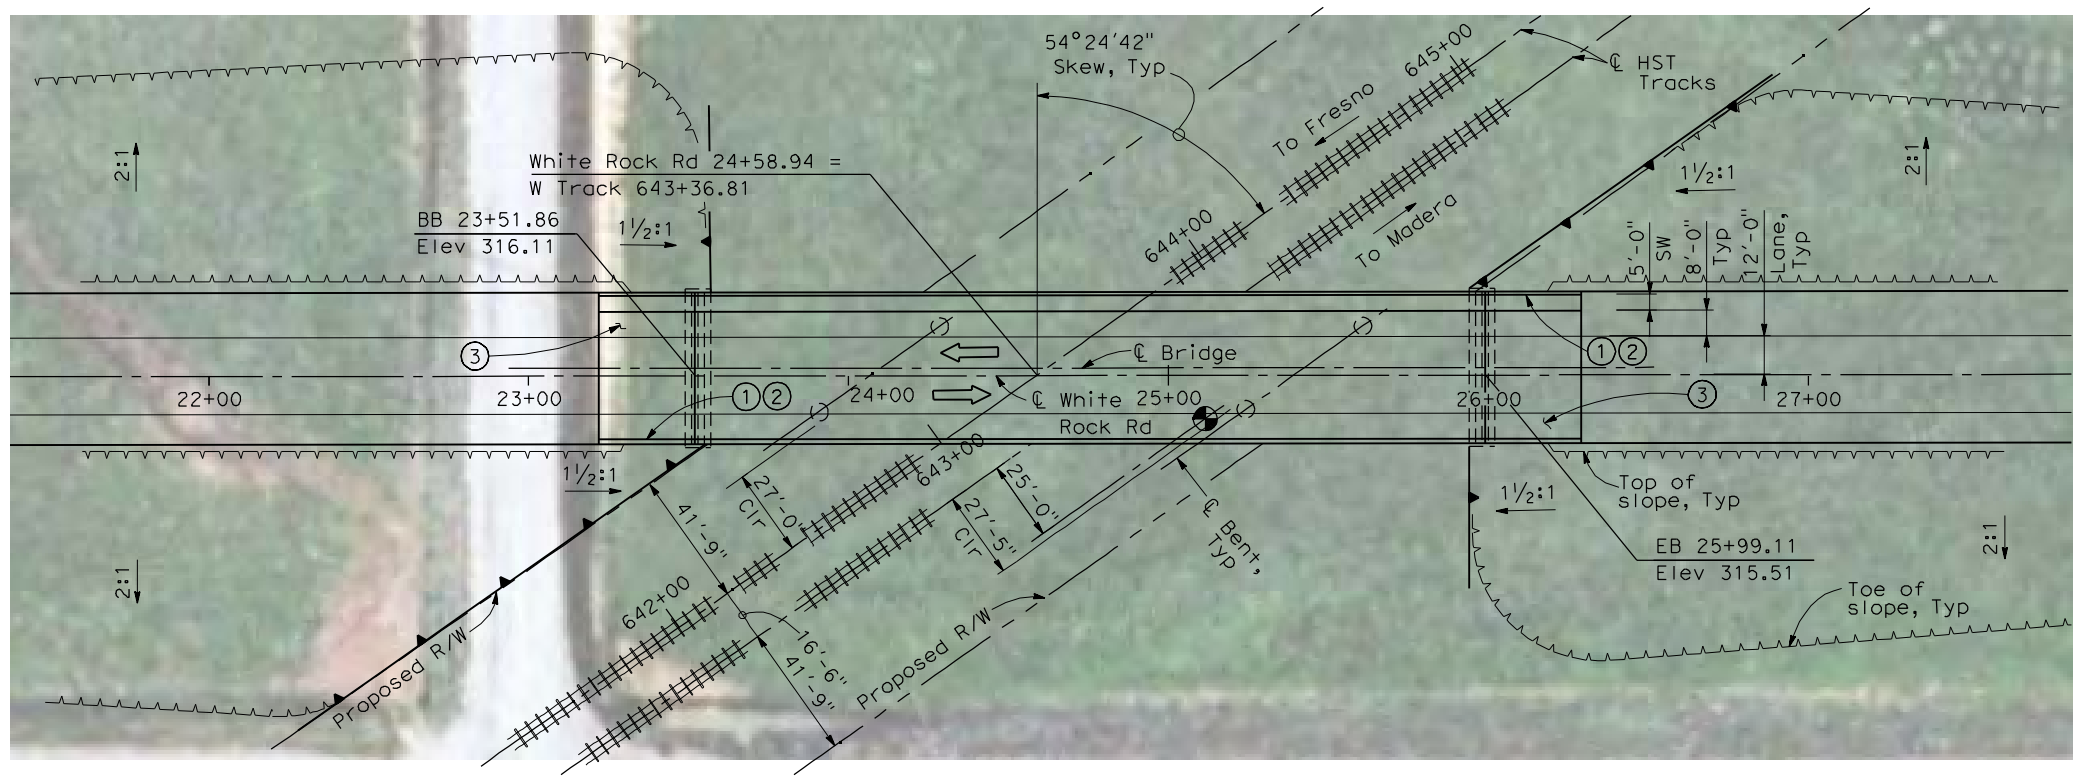 54°24'42"
Skew, Typ
645+00
℄ HST
Tracks
To Fresno
White Rock Rd 24+58.94 =
W Track 643+36.81
2:1
2:1
1½:1
BB 23+51.86
Elev 316.11
1½:1
644+00
To Madera
5'-0"
SW
8'-0"
Typ
12'-0"
Lane,
Typ
3
℄ Bridge
1 2
22+00
23+00
1 2
24+00
℄ White
Rock Rd
25+00
26+00
3
27+00
1½:1
643+00
27'-0"
Clr
41'-9"
25'-0"
27'-5"
Clr
℄ Bent,
Typ
1½:1
Top of
slope, Typ
EB 25+99.11
Elev 315.51
2:1
2:1
642+00
Toe of
slope, Typ
16'-6"
41'-9"
Proposed R/W
Proposed R/W